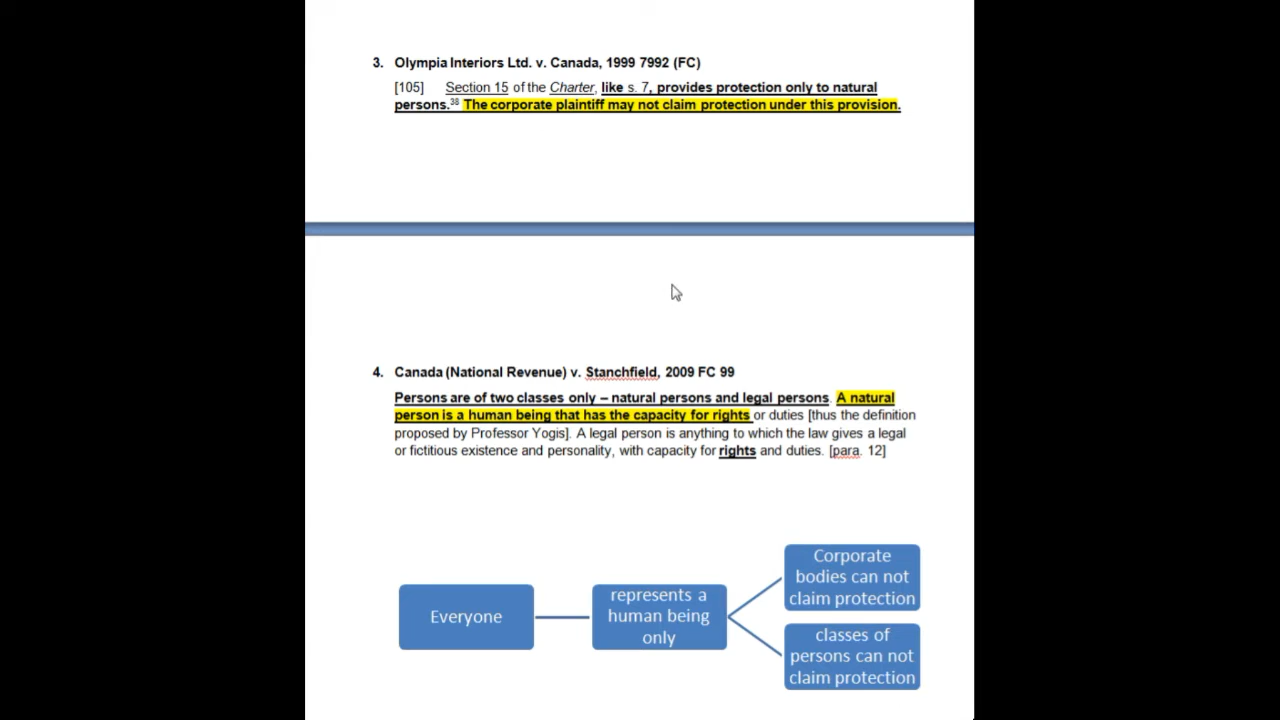 3. Olympia Interiors Ltd. v. Canada, 1999 7992 (FC)
[105] Section 15 of the Charter, like s. 7, provides protection only to natural
persons.38 The corporate plaintiff may not claim protection under this provision.
4. Canada (National Revenue) v. Stanchfield, 2009 FC 99
Persons are of two classes only – natural persons and legal persons. A natural
person is a human being that has the capacity for rights or duties [thus the definition
proposed by Professor Yogis]. A legal person is anything to which the law gives a legal
or fictitious existence and personality, with capacity for rights and duties. [para. 12]
Everyone
represents a
human being
only
Corporate
bodies can not
claim protection
classes of
persons can not
claim protection